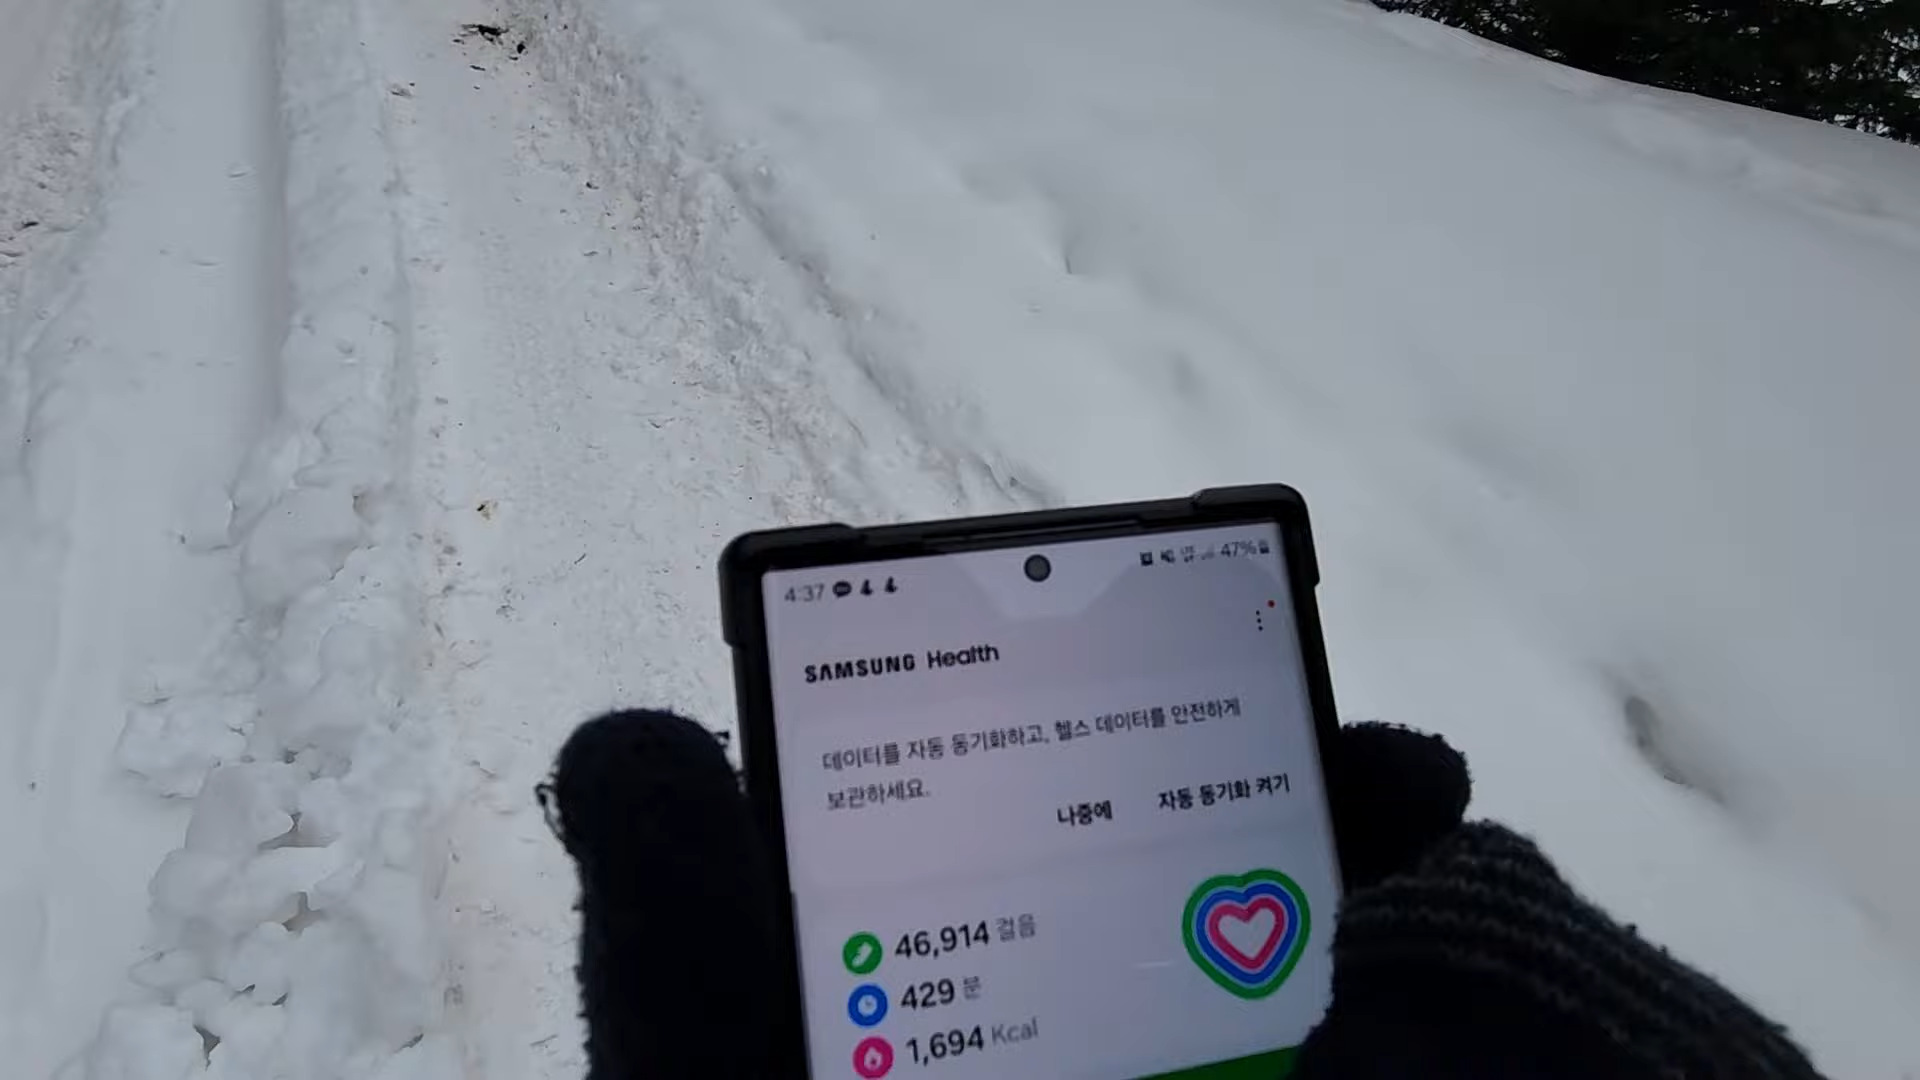 4:37
47%
SAMSUNG Health
데이터를 자동 동기화하고, 헬스 데이터를 안전하게
보관하세요.
나중에 자동 동기화 켜기
46,914 걸음
429 분
1,694 Kcal